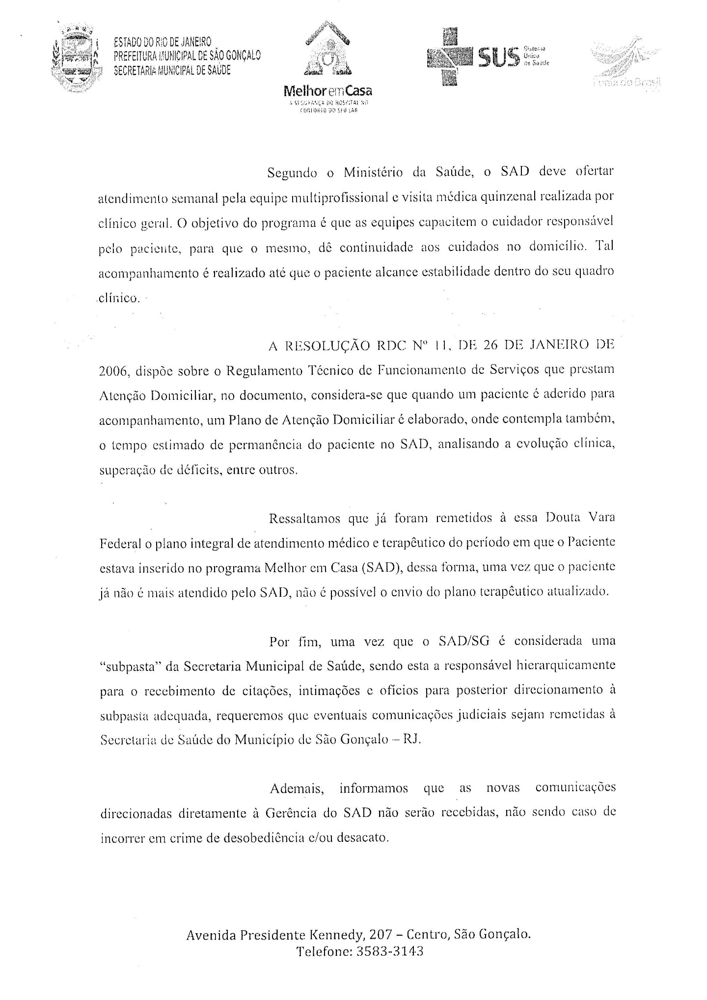 ESTADO DO RIO DE JANEIRO
PREFEITURA MUNICIPAL DE SÃO GONÇALO
SECRETARIA MUNICIPAL DE SAÚDE
MelhoremCasa
A SEGURANÇA DO HOSPITAL NO
CONFORTO DO SEU LAR
SUS
Sistema
Único
de Saúde
Segundo o Ministério da Saúde, o SAD deve ofertar
atendimento semanal pela equipe multiprofissional e visita médica quinzenal realizada por
clínico geral. O objetivo do programa é que as equipes capacitem o cuidador responsável
pelo paciente, para que o mesmo, dê continuidade aos cuidados no domicílio. Tal
acompanhamento é realizado até que o paciente alcance estabilidade dentro do seu quadro
clínico.
A RESOLUÇÃO RDC Nº 11, DE 26 DE JANEIRO DE
2006, dispõe sobre o Regulamento Técnico de Funcionamento de Serviços que prestam
Atenção Domiciliar, no documento, considera-se que quando um paciente é aderido para
acompanhamento, um Plano de Atenção Domiciliar é elaborado, onde contempla também,
o tempo estimado de permanência do paciente no SAD, analisando a evolução clínica,
superação de déficits, entre outros.
Ressaltamos que já foram remetidos à essa Douta Vara
Federal o plano integral de atendimento médico e terapêutico do período em que o Paciente
estava inserido no programa Melhor em Casa (SAD), dessa forma, uma vez que o paciente
já não é mais atendido pelo SAD, não é possível o envio do plano terapêutico atualizado.
Por fim, uma vez que o SAD/SG é considerada uma
“subpasta” da Secretaria Municipal de Saúde, sendo esta a responsável hierarquicamente
para o recebimento de citações, intimações e ofícios para posterior direcionamento à
subpasta adequada, requeremos que eventuais comunicações judiciais sejam remetidas à
Secretaria de Saúde do Município de São Gonçalo – RJ.
Ademais, informamos que as novas comunicações
direcionadas diretamente à Gerência do SAD não serão recebidas, não sendo caso de
incorrer em crime de desobediência e/ou desacato.
Avenida Presidente Kennedy, 207 – Centro, São Gonçalo.
Telefone: 3583-3143